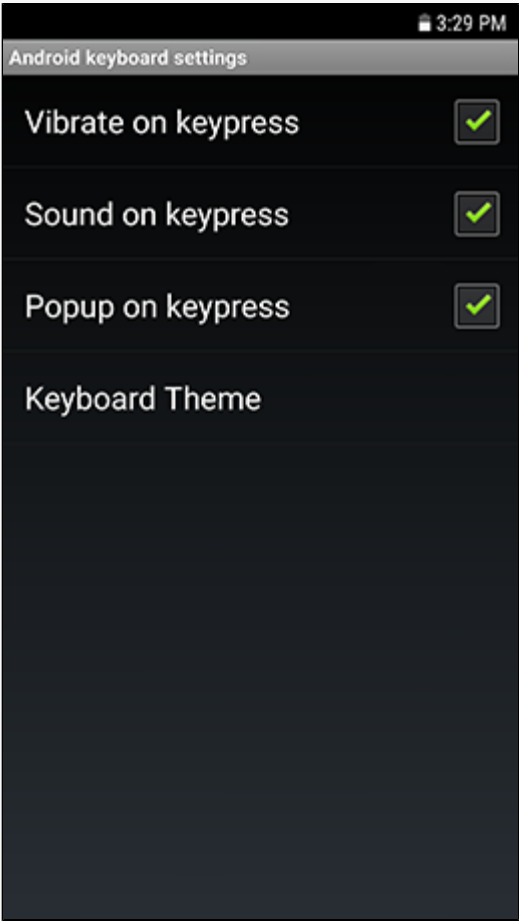 3:29 PM
Android keyboard settings
Vibrate on keypress
Sound on keypress
Popup on keypress
Keyboard Theme